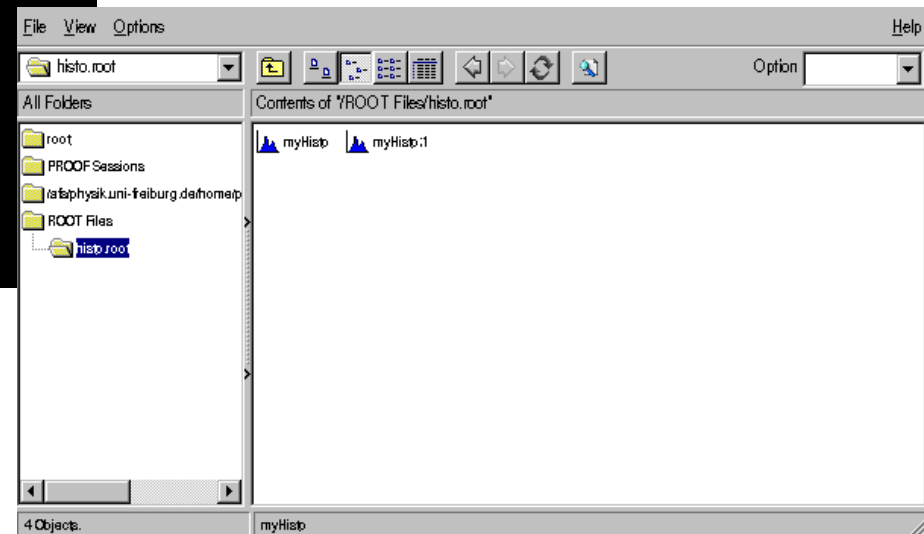 File View Options Help
histo.root Option
All Folders Contents of "/ROOT Files/histo.root"
root
PROOF Sessions
/afs/physik.uni-freiburg.de/home/p
ROOT Files
histo.root
myHisto myHisto;1
4 Objects. myHisto